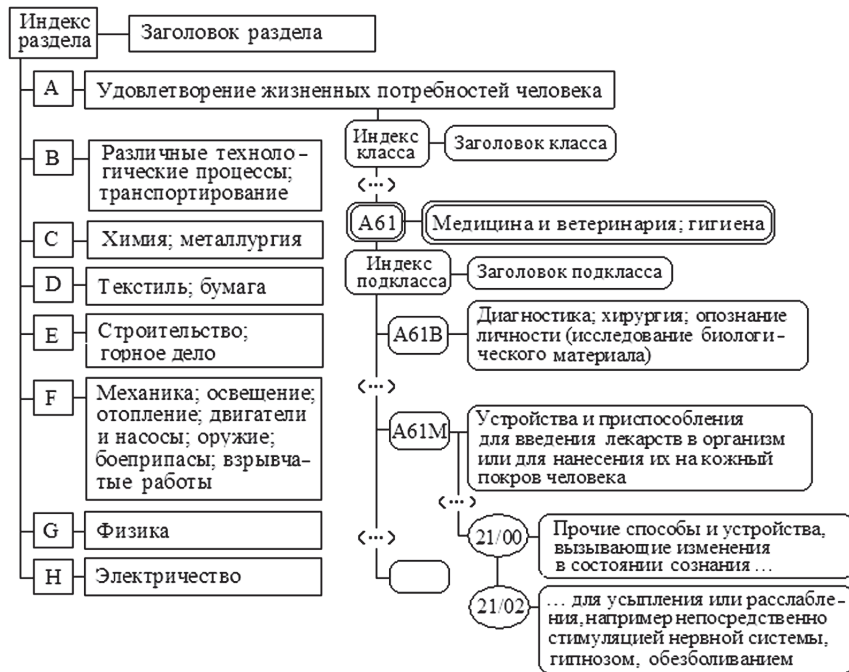 Индекс
раздела
Заголовок раздела
A
Удовлетворение жизненных потребностей человека
B
Различные техноло–
гические процессы;
транспортирование
C
Химия; металлургия
D
Текстиль; бумага
E
Строительство;
горное дело
F
Механика; освещение;
отопление; двигатели
и насосы; оружие;
боеприпасы; взрывча-
тые работы
G
Физика
H
Электричество
Индекс
класса
Заголовок класса
‹...›
A61
Медицина и ветеринария; гигиена
Индекс
подкласса
Заголовок подкласса
A61B
Диагностика; хирургия; опознание
личности (исследование биологи-
ческого материала)
‹...›
A61M
Устройства и приспособления
для введения лекарств в организм
или для нанесения их на кожный
покров человека
‹...›
‹...›
21/00
Прочие способы и устройства,
вызывающие изменения
в состоянии сознания ...
21/02
... для усыпления или расслабле-
ния, например непосредственно
стимуляцией нервной системы,
гипнозом, обезболиванием